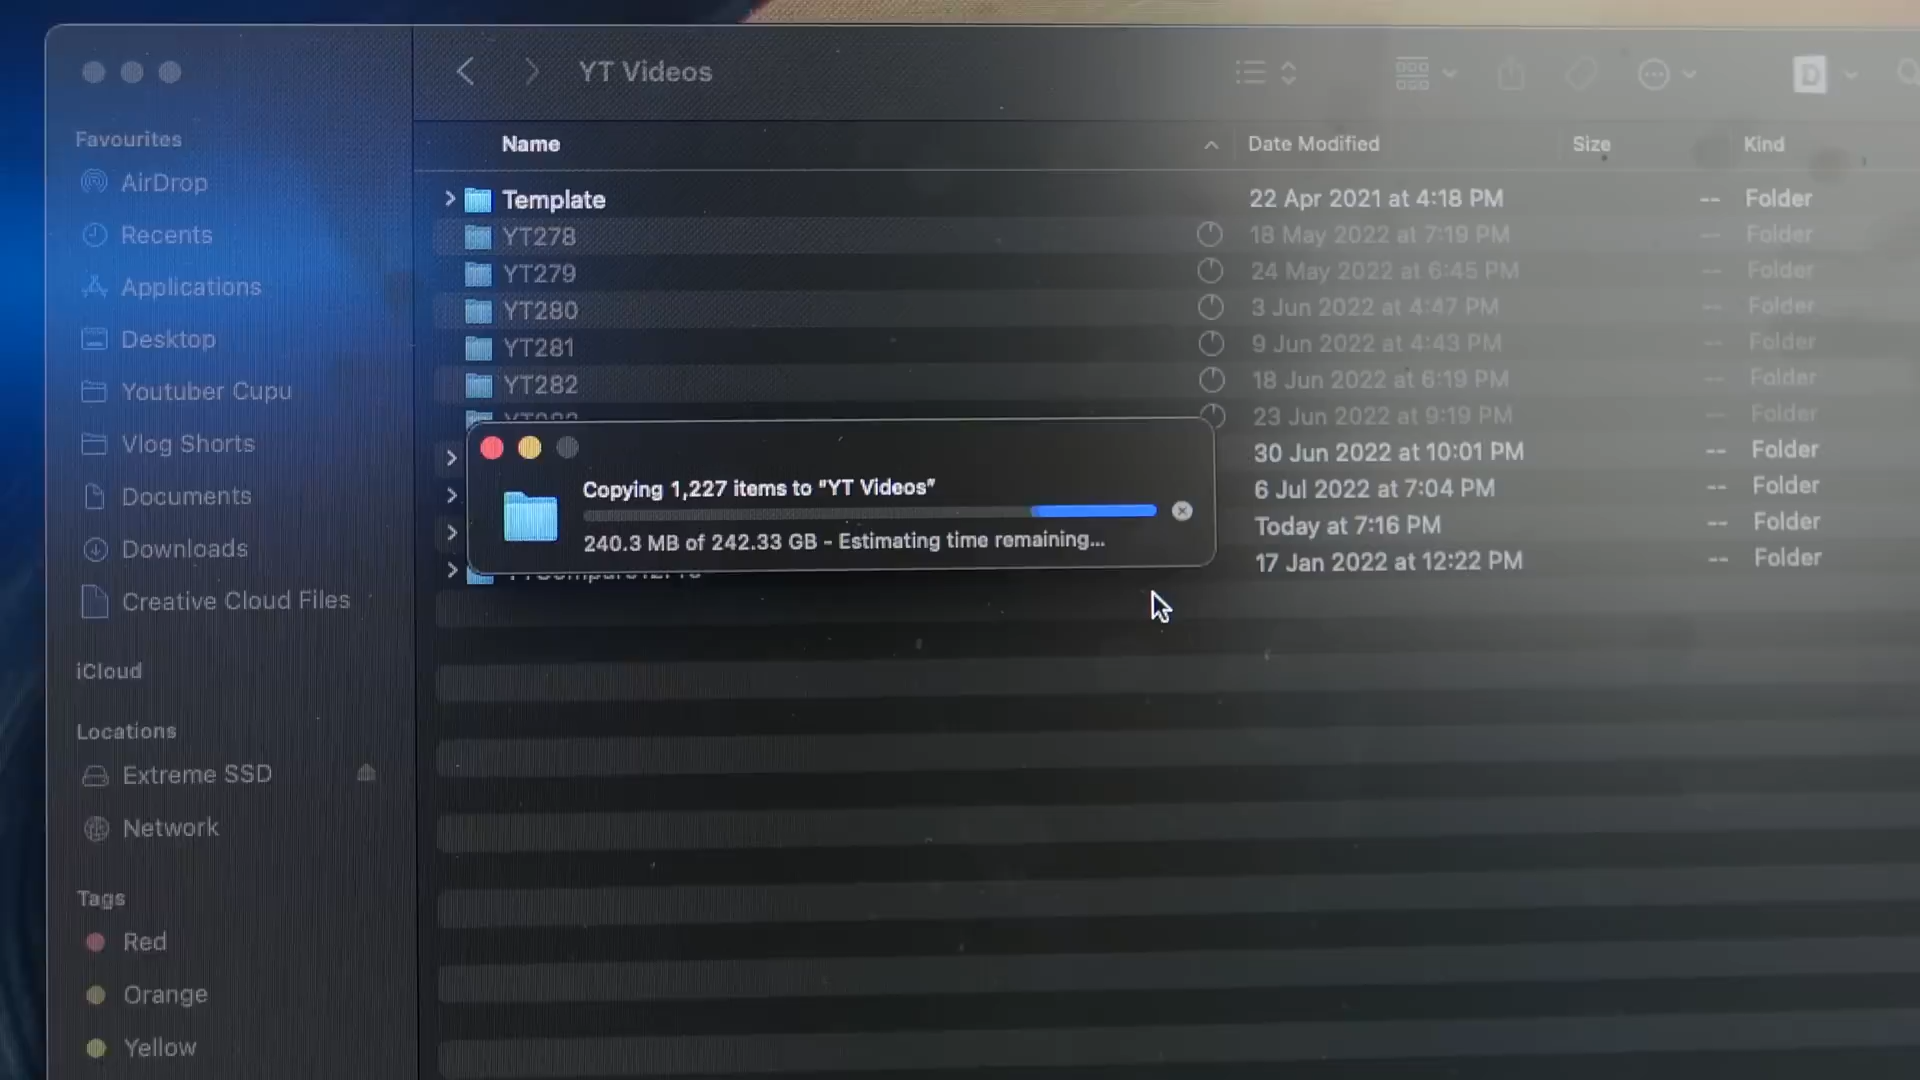 YT Videos
Favourites
AirDrop
Recents
Applications
Desktop
Youtuber Cupu
Vlog Shorts
Documents
Downloads
Creative Cloud Files
iCloud
Locations
Extreme SSD
Network
Tags
Red
Orange
Yellow
Name Date Modified Size Kind
Template 22 Apr 2021 at 4:18 PM -- Folder
YT278 18 May 2022 at 7:19 PM -- Folder
YT279 24 May 2022 at 6:45 PM -- Folder
YT280 3 Jun 2022 at 4:47 PM -- Folder
YT281 9 Jun 2022 at 4:43 PM -- Folder
YT282 18 Jun 2022 at 6:19 PM -- Folder
23 Jun 2022 at 9:19 PM -- Folder
30 Jun 2022 at 10:01 PM -- Folder
6 Jul 2022 at 7:04 PM -- Folder
Today at 7:16 PM -- Folder
17 Jan 2022 at 12:22 PM -- Folder
Copying 1,227 items to "YT Videos"
240.3 MB of 242.33 GB - Estimating time remaining...
D